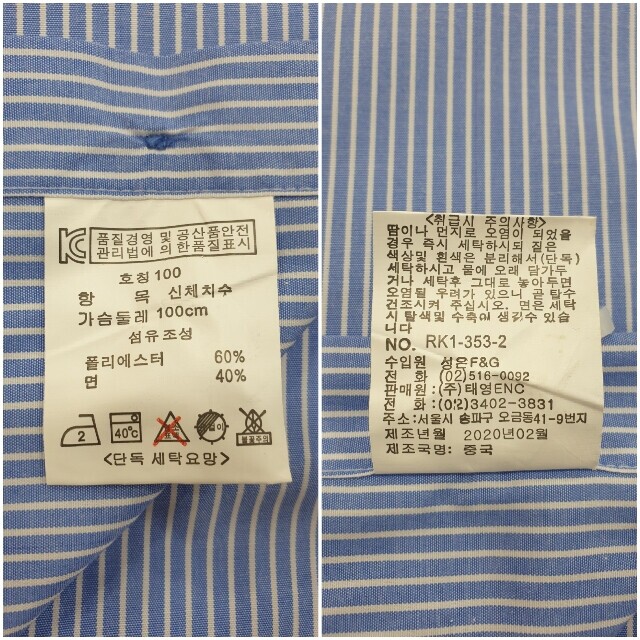 KC 품질경영 및 공산품안전
관리법에 의한품질표시
호칭 100
항 목 신체치수
가슴둘레 100cm
섬유조성
폴리에스터 60%
면 40%
2 40℃
<단독 세탁요망>
<취급시 주의사항>
땀이나 먼지로 오염이 되었을
경우 즉시 세탁하시되 짙은
색상및 흰색은 분리해서(단독)
세탁하시고 물에 오래 담가두
거나 세탁후 그대로 놓아두면
오염될 우려가 있으니 곧 탈수
건조시켜 주십시오. 면은 세탁
시 탈색및 수축이 생길수 있습
니다
NO. RK1-353-2
수입원 성은F&G
전 화 (02)516-0092
판매원: (주)태영ENC
전 화:(02)3402-3831
주소:서울시 송파구 오금동41-9번지
제조년월 2020년02월
제조국명: 중국